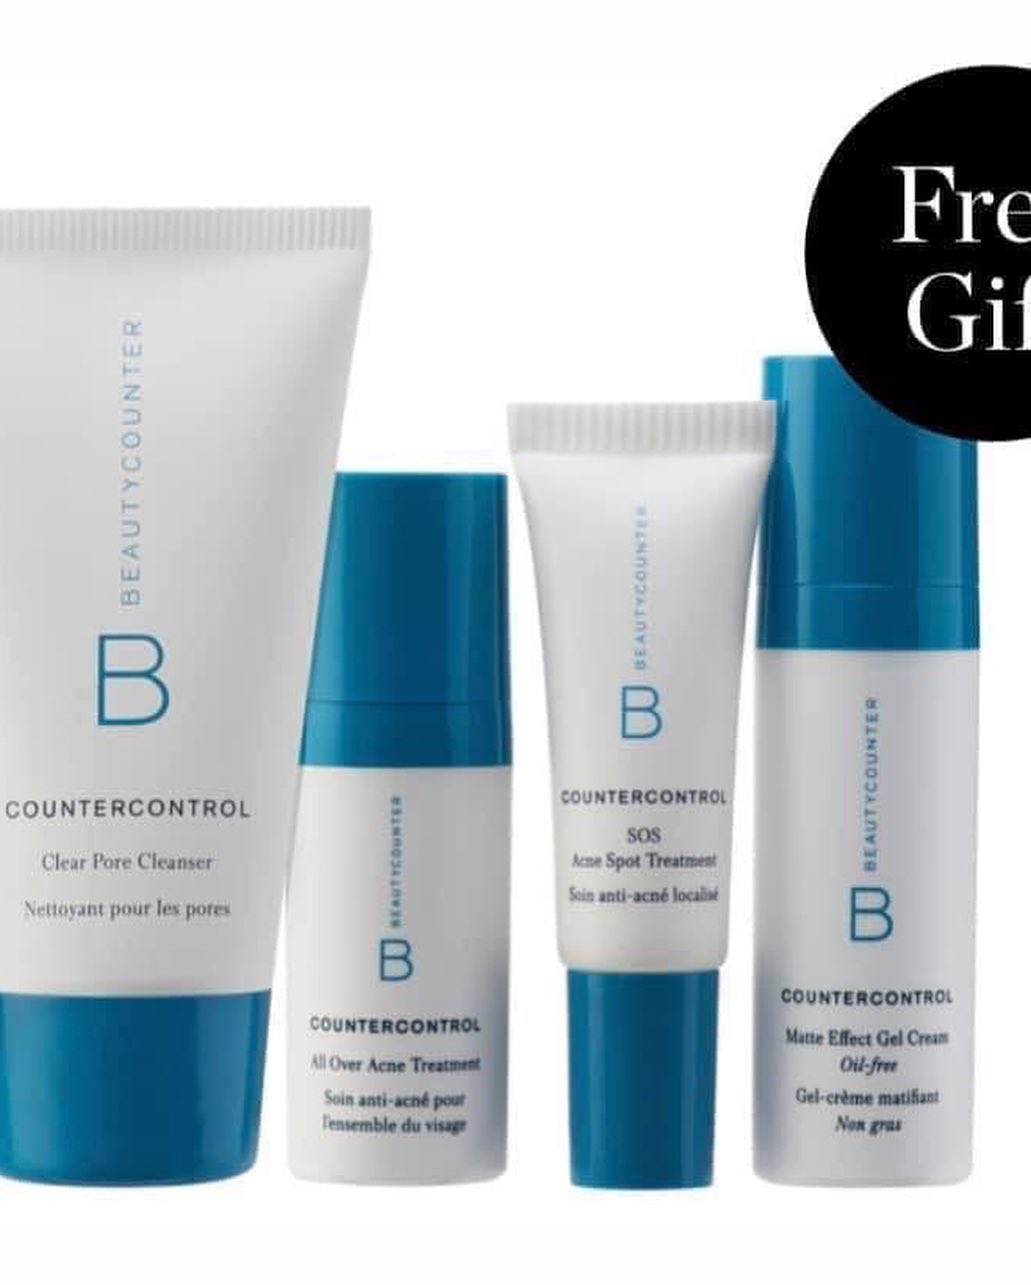 Fre
Gif
BEAUTYCOUNTER
B
COUNTERCONTROL
Clear Pore Cleanser
Nettoyant pour les pores
BEAUTYCOUNTER
B
COUNTERCONTROL
All Over Acne Treatment
Soin anti-acné pour
l'ensemble du visage
BEAUTYCOUNTER
B
COUNTERCONTROL
SOS
Acne Spot Treatment
Soin anti-acné localisé
BEAUTYCOUNTER
B
COUNTERCONTROL
Matte Effect Gel Cream
Oil-free
Gel-crème matifiant
Non gras